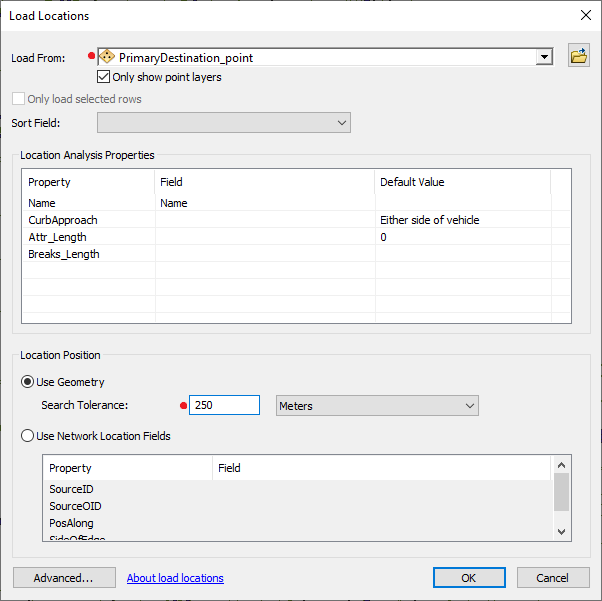 Load Locations
Load From: PrimaryDestination_point
Only show point layers
Only load selected rows
Sort Field:
Location Analysis Properties
Property Field Default Value
Name Name
CurbApproach Either side of vehicle
Attr_Length 0
Breaks_Length
Location Position
Use Geometry
Search Tolerance: 250 Meters
Use Network Location Fields
Property Field
SourceID
SourceOID
PosAlong
SideOfEdge
Advanced... About load locations OK Cancel